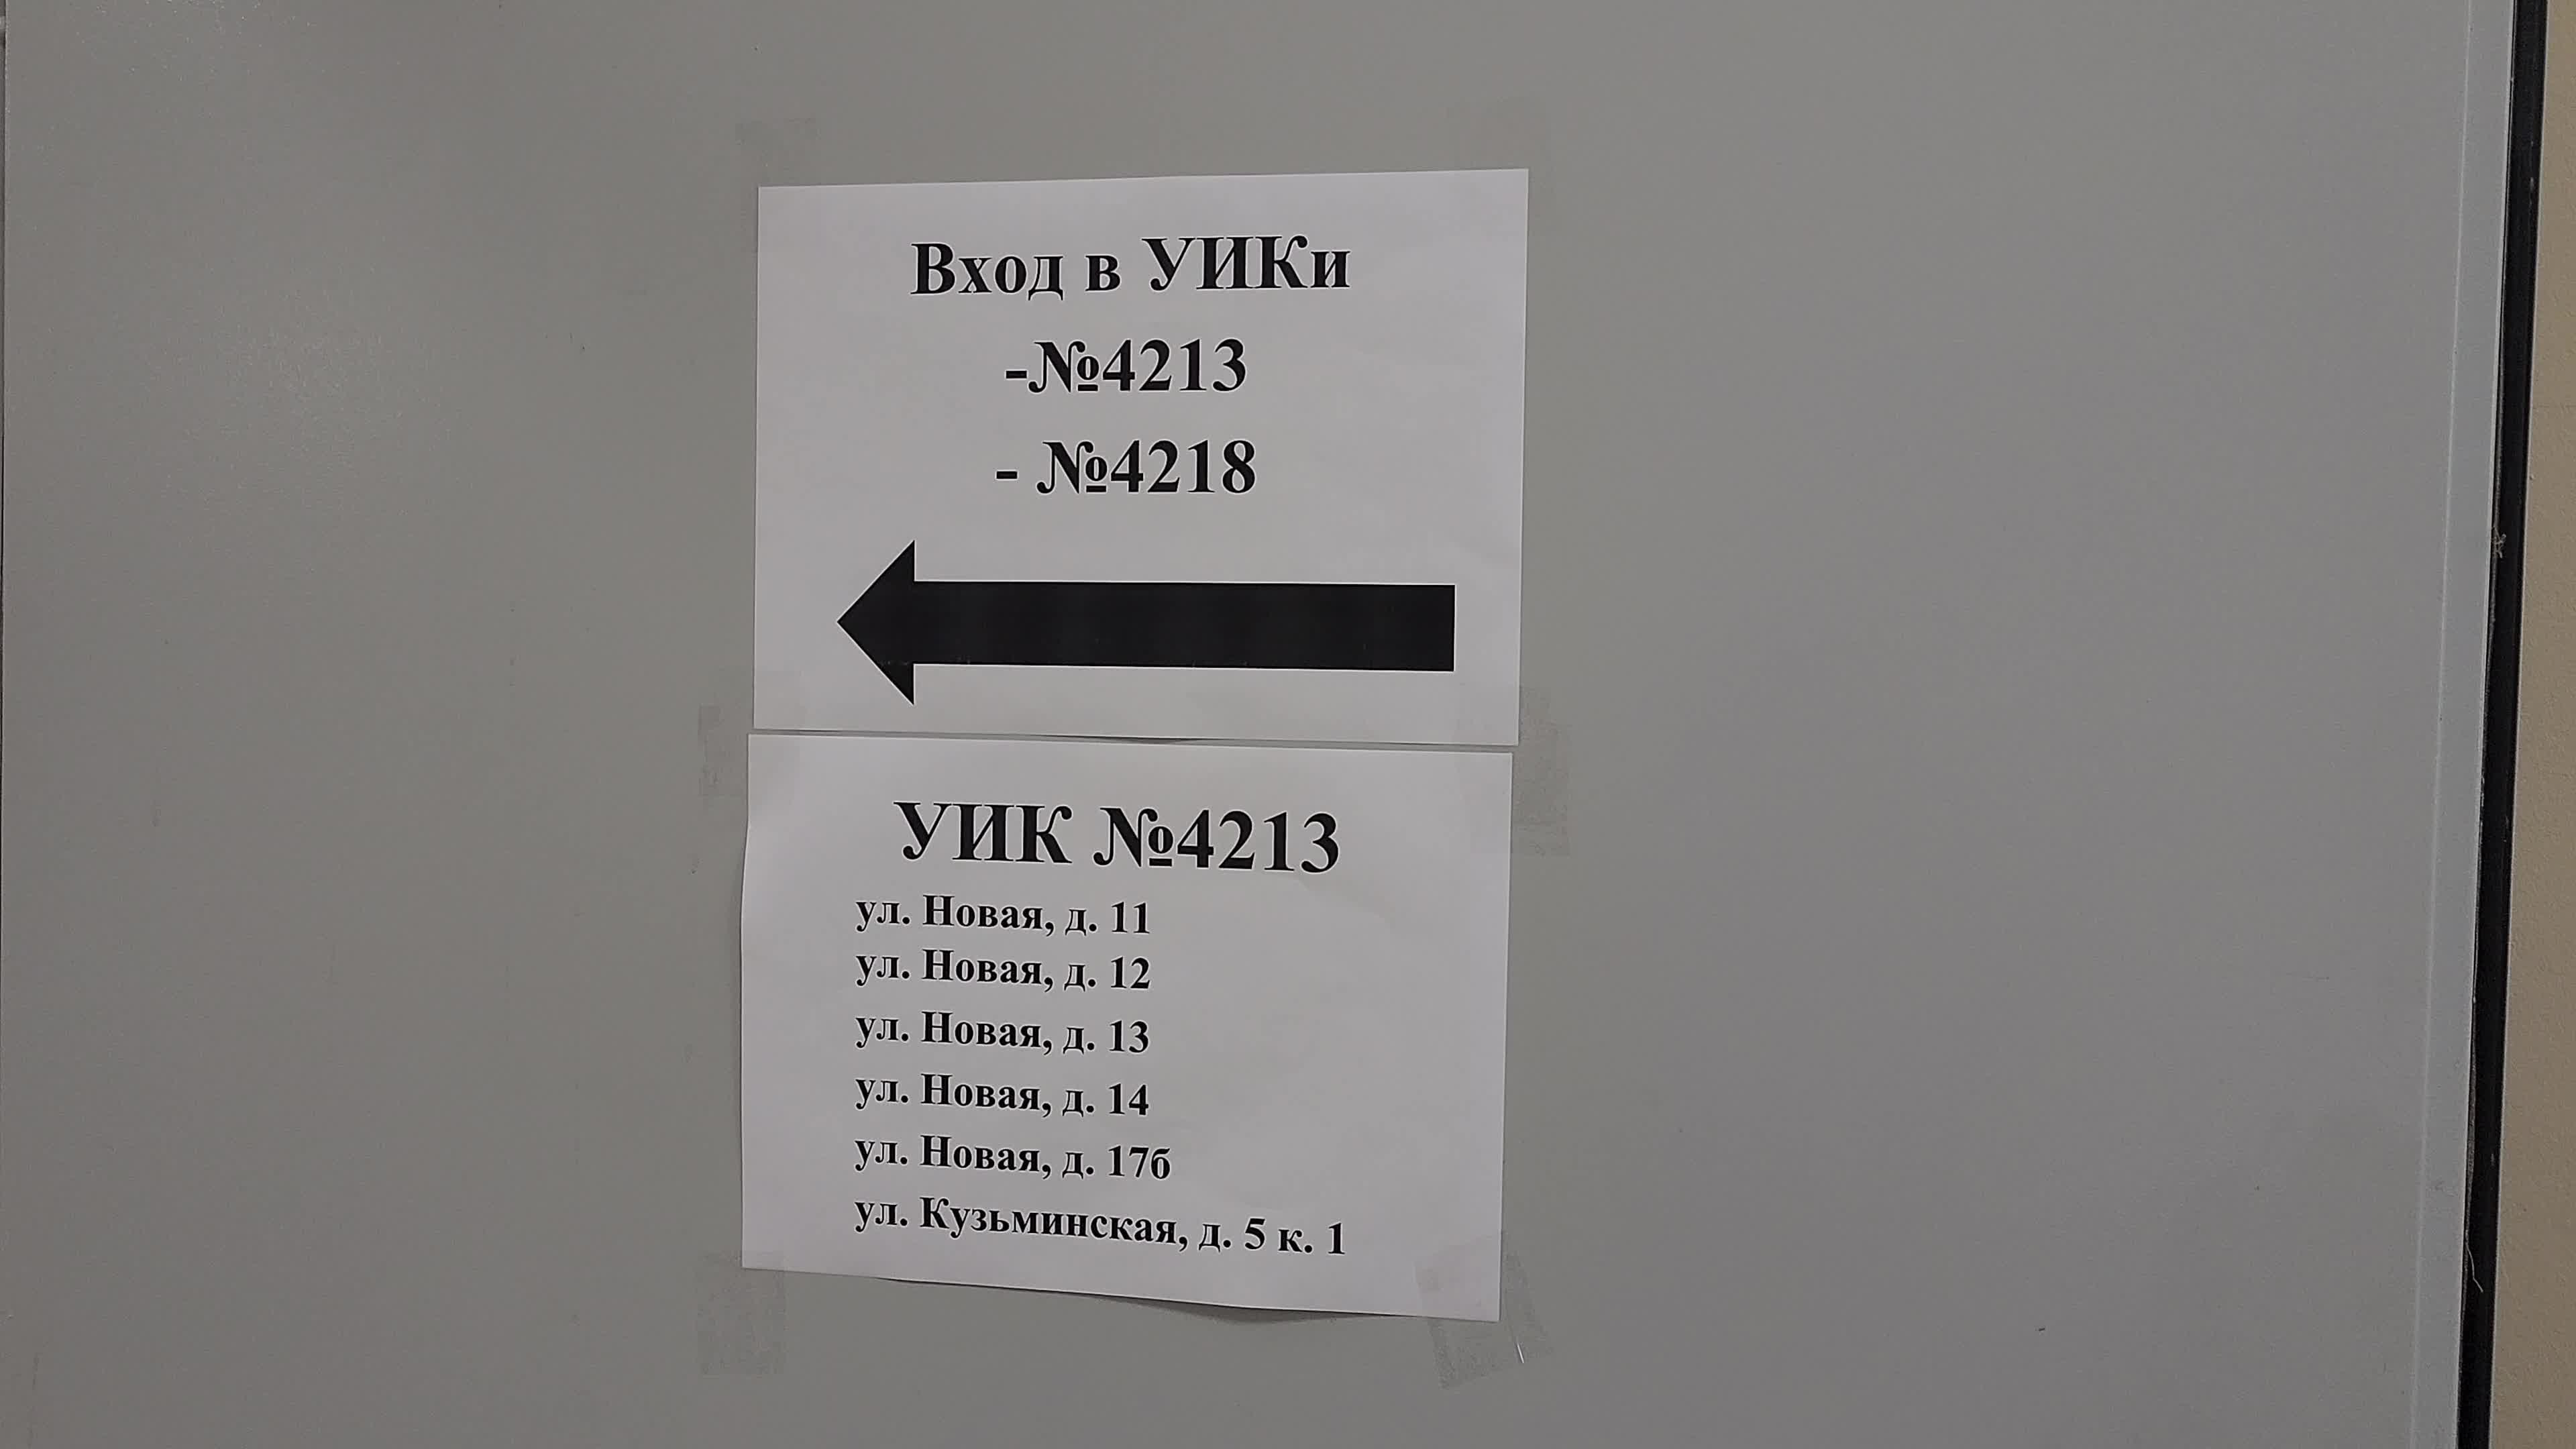 Вход в УИКи
-№4213
- №4218
УИК №4213
ул. Новая, д. 11
ул. Новая, д. 12
ул. Новая, д. 13
ул. Новая, д. 14
ул. Новая, д. 17б
ул. Кузьминская, д. 5 к. 1